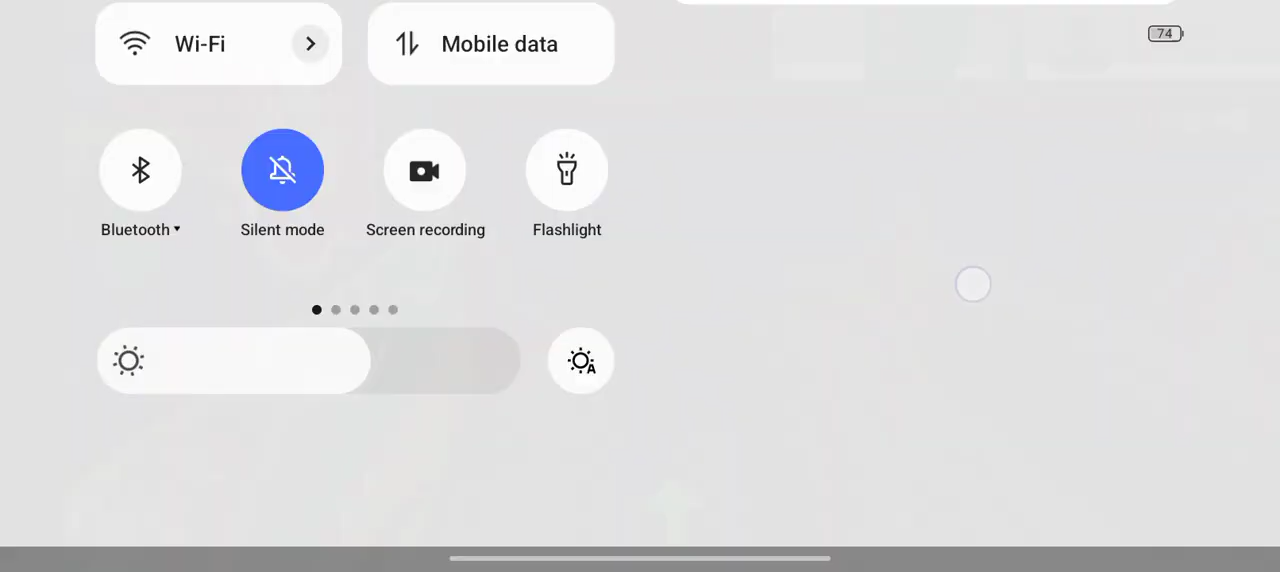 Wi-Fi
Mobile data
74
Bluetooth
Silent mode
Screen recording
Flashlight
A